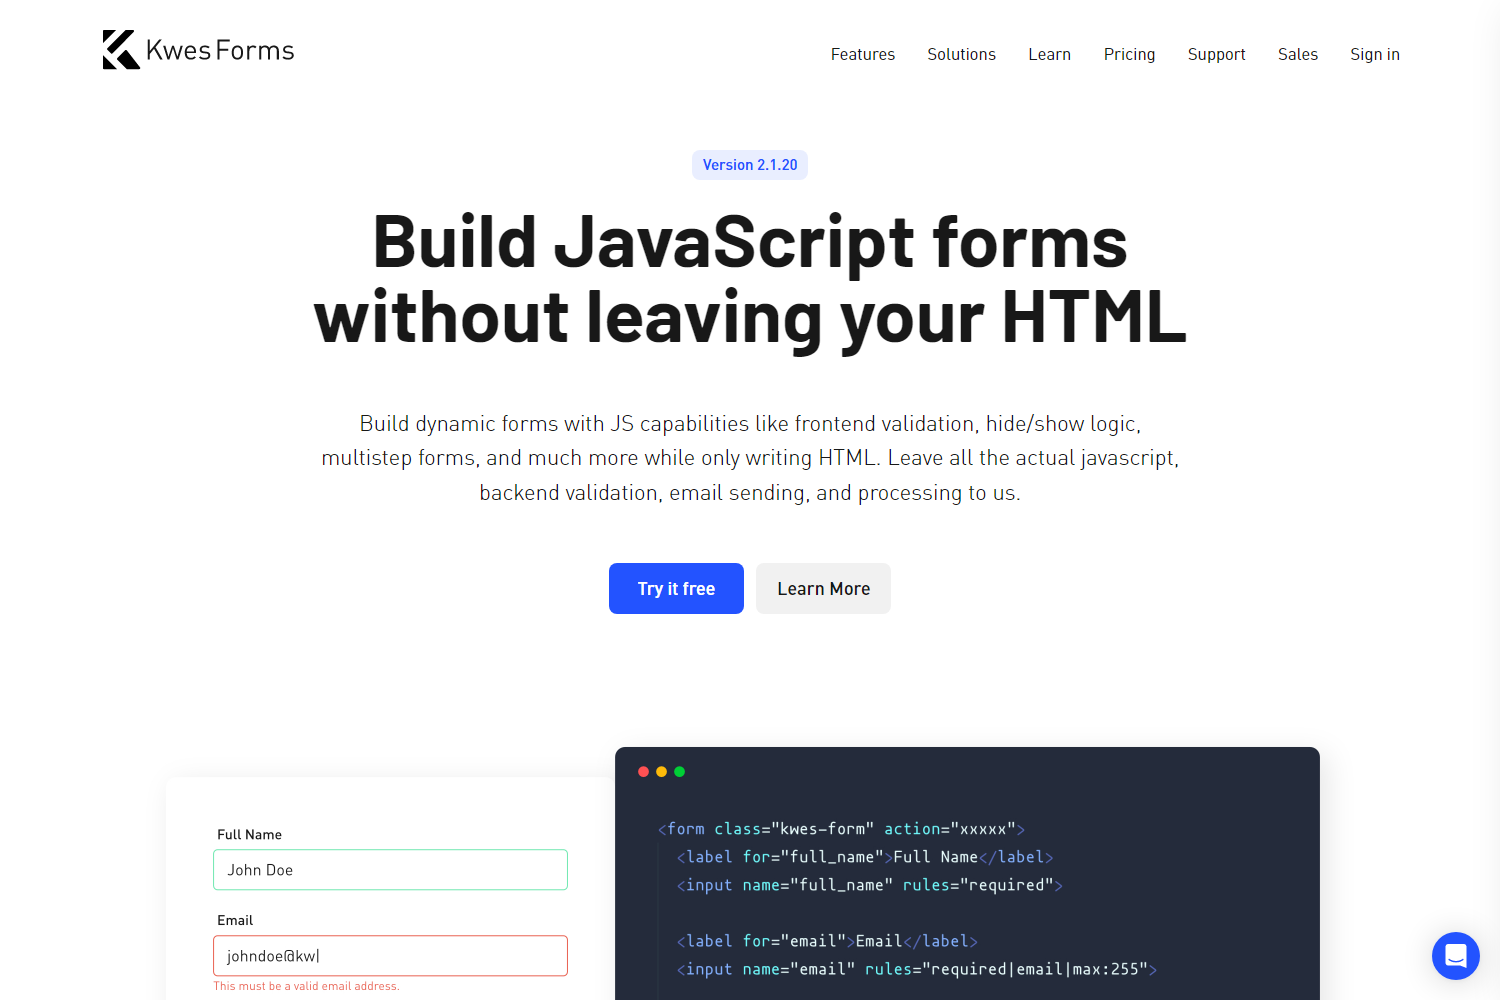 Kwes Forms
Features Solutions Learn Pricing Support Sales Sign in
Version 2.1.20
Build JavaScript forms
without leaving your HTML
Build dynamic forms with JS capabilities like frontend validation, hide/show logic,
multistep forms, and much more while only writing HTML. Leave all the actual javascript,
backend validation, email sending, and processing to us.
Try it free Learn More
Full Name
John Doe
Email
johndoe@kw|
This must be a valid email address.
<form class="kwes-form" action="xxxxx">
<label for="full_name">Full Name</label>
<input name="full_name" rules="required">
<label for="email">Email</label>
<input name="email" rules="required|email|max:255">